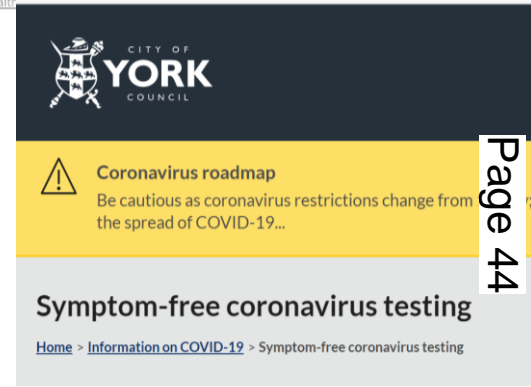 CITY OF
YORK
COUNCIL
Coronavirus roadmap
Be cautious as coronavirus restrictions change from
the spread of COVID-19...
Page 44
Symptom-free coronavirus testing
Home > Information on COVID-19 > Symptom-free coronavirus testing